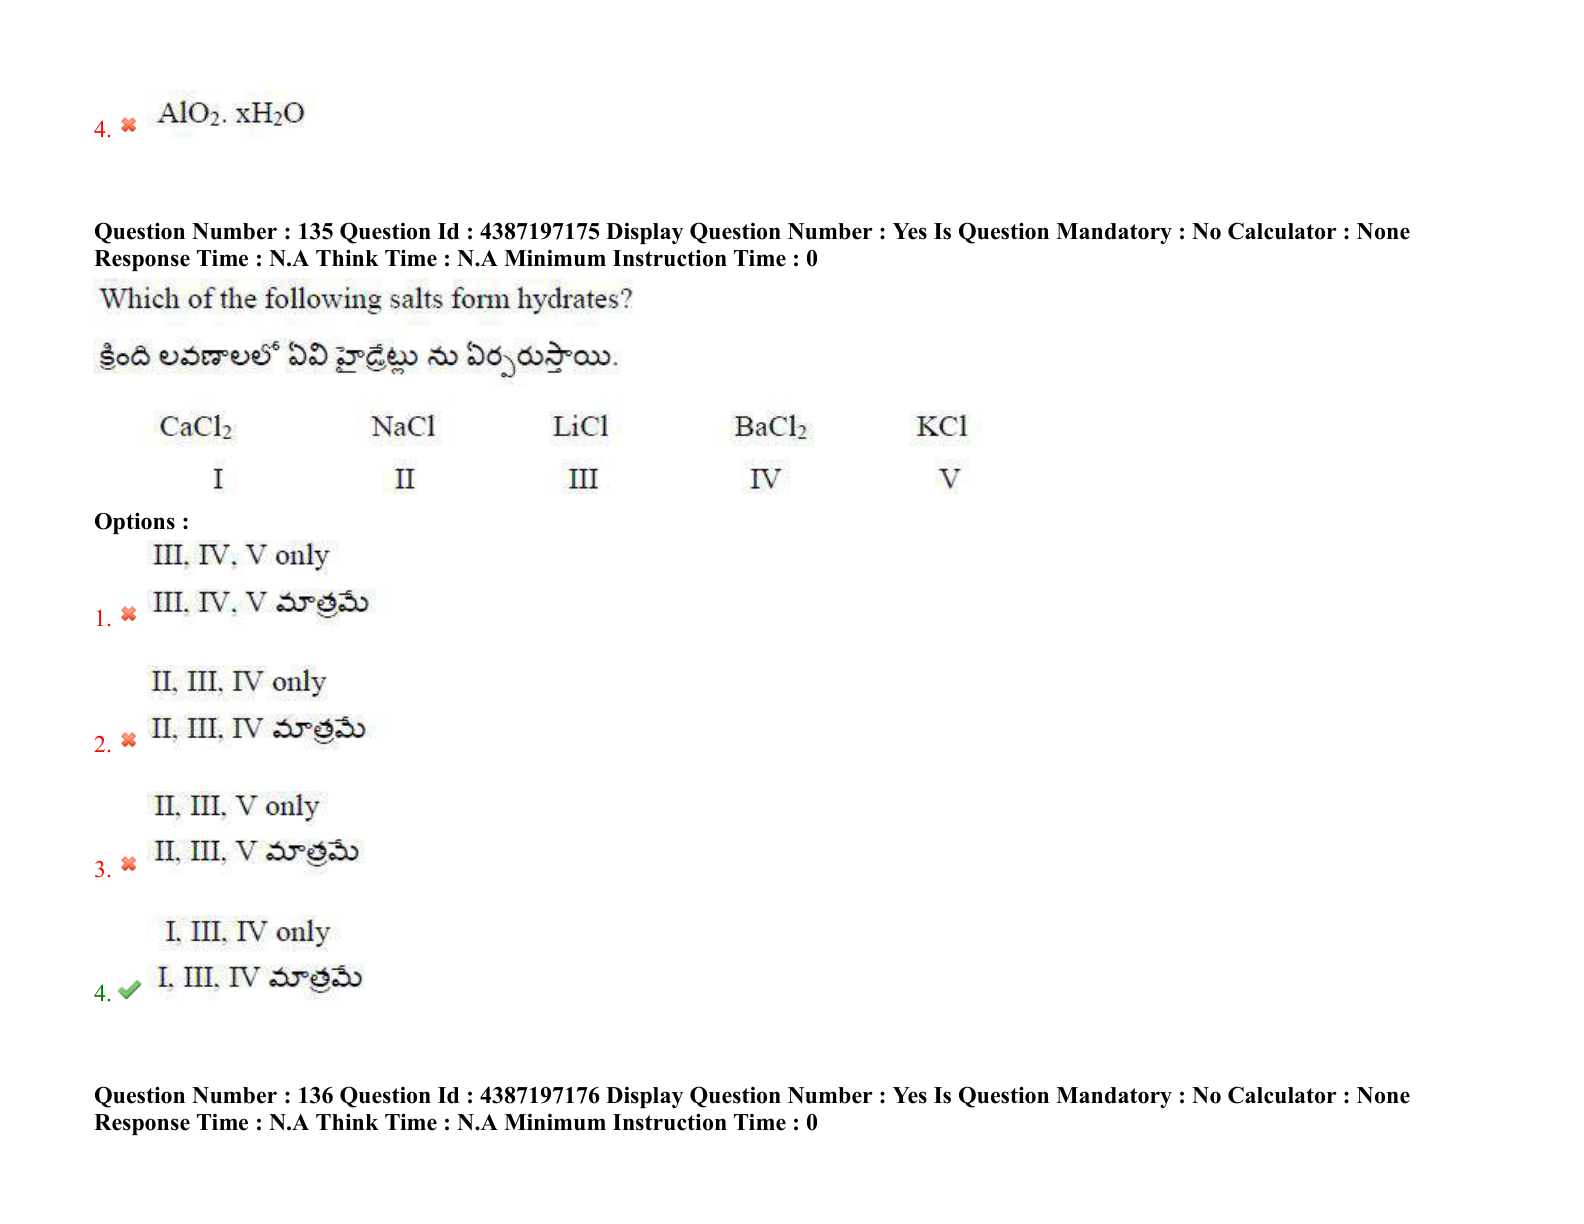 4. AlO₂. xH₂O
Question Number : 135 Question Id : 4387197175 Display Question Number : Yes Is Question Mandatory : No Calculator : None
Response Time : N.A Think Time : N.A Minimum Instruction Time : 0
Which of the following salts form hydrates?
క్రింది లవణాలలో ఏవి హైడ్రేట్లు ను ఏర్పరుస్తాయి.
CaCl₂ NaCl LiCl BaCl₂ KCl
I II III IV V
Options :
III, IV, V only
1. III, IV, V మాత్రమే
II, III, IV only
2. II, III, IV మాత్రమే
II, III, V only
3. II, III, V మాత్రమే
I, III, IV only
4. I, III, IV మాత్రమే
Question Number : 136 Question Id : 4387197176 Display Question Number : Yes Is Question Mandatory : No Calculator : None
Response Time : N.A Think Time : N.A Minimum Instruction Time : 0